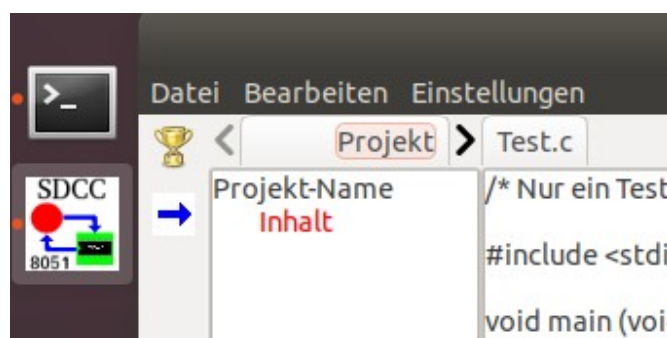 Datei Bearbeiten Einstellungen
Projekt
Test.c
SDCC
8051
Projekt-Name
Inhalt
/* Nur ein Test
#include <stdi
void main (voi